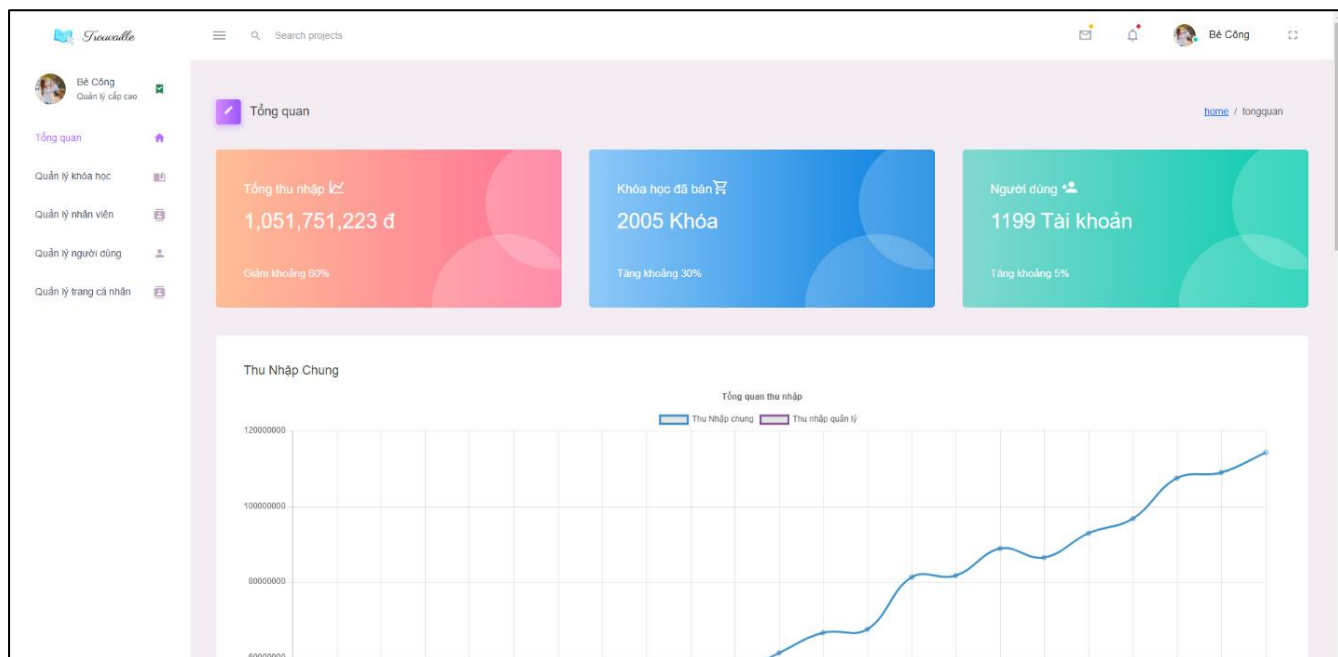 Trouvaille
Search projects
Bé Công
Bé Công
Quản lý cấp cao
Tổng quan
Quản lý khóa học
Quản lý nhân viên
Quản lý người dùng
Quản lý trang cá nhân
Tổng quan
home / tongquan
Tổng thu nhập
1,051,751,223 đ
Giảm khoảng 60%
Khóa học đã bán
2005 Khóa
Tăng khoảng 30%
Người dùng
1199 Tài khoản
Tăng khoảng 5%
Thu Nhập Chung
Tổng quan thu nhập
Thu Nhập chung Thu nhập quản lý
120000000
100000000
80000000
60000000